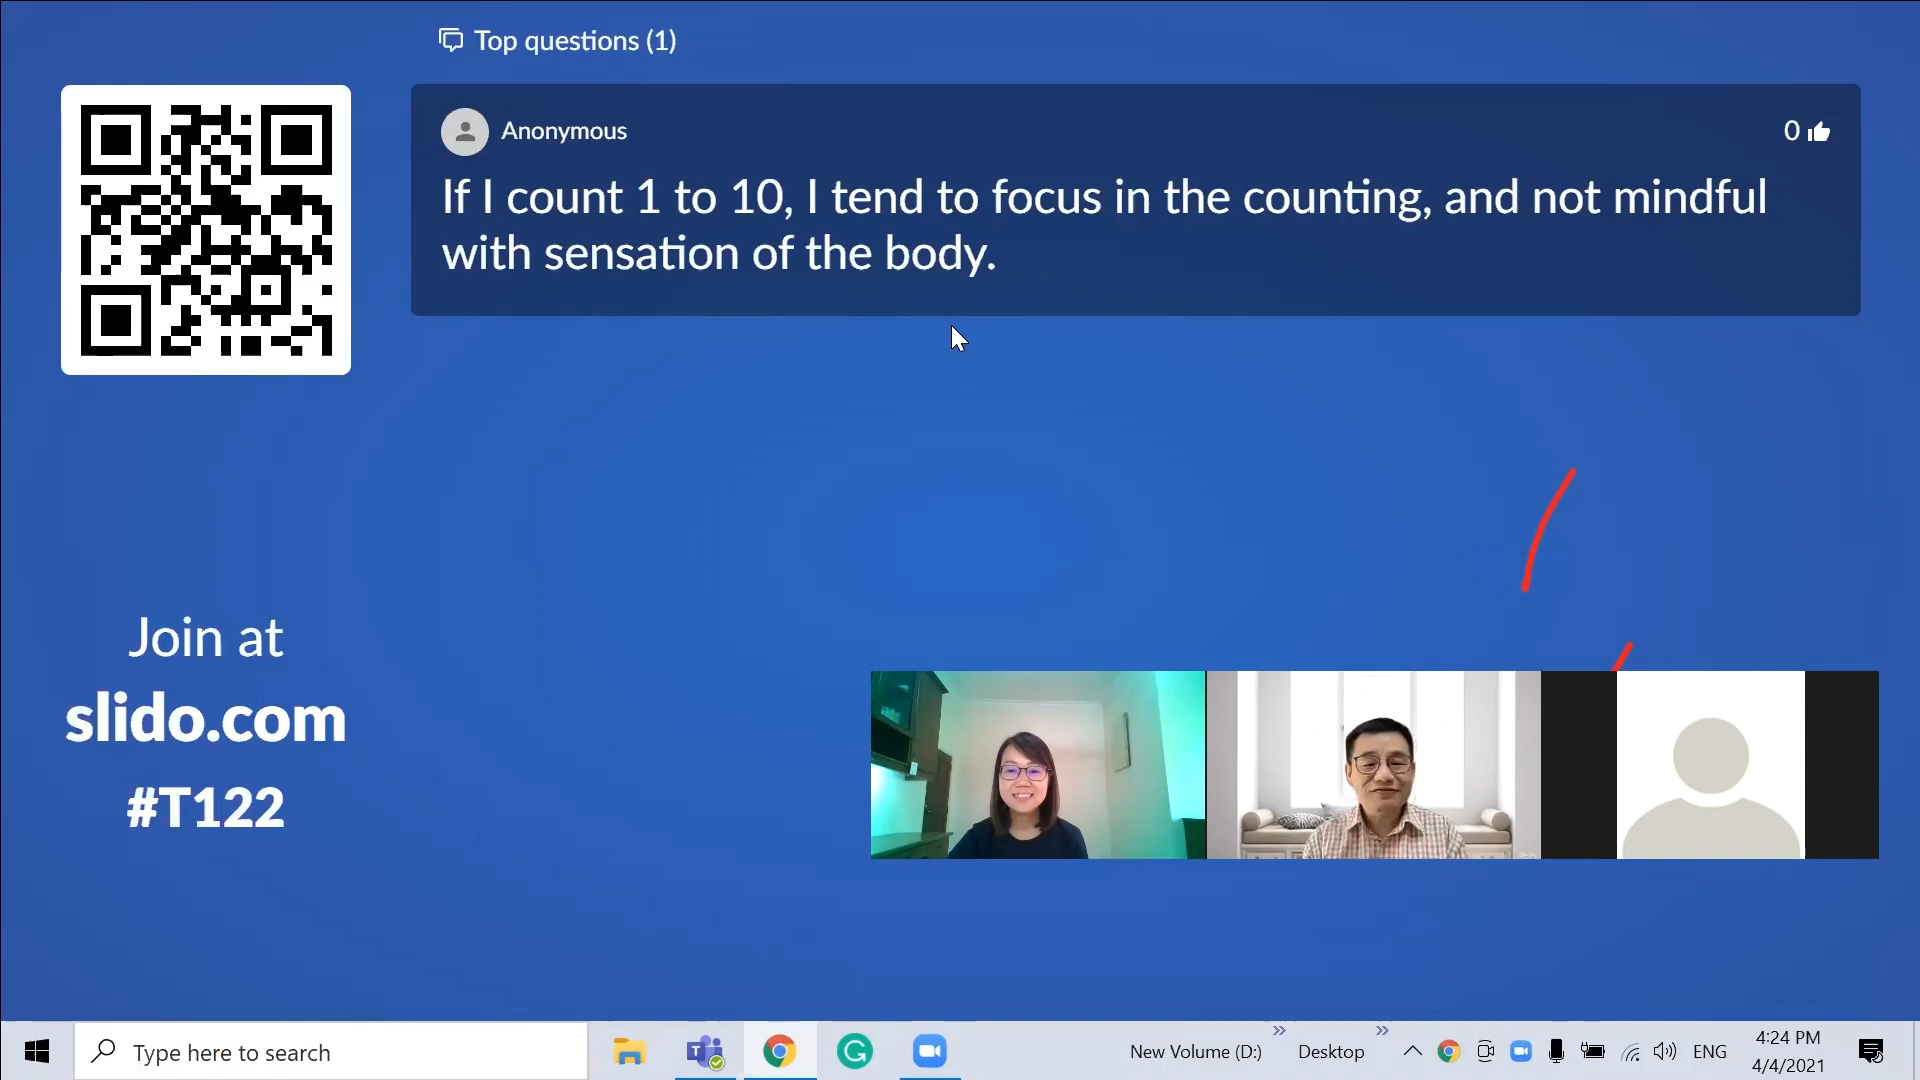 Top questions (1)
Anonymous
0
If I count 1 to 10, I tend to focus in the counting, and not mindful
with sensation of the body.
Join at
slido.com
#T122
Type here to search
New Volume (D:)
Desktop
ENG
4:24 PM
4/4/2021